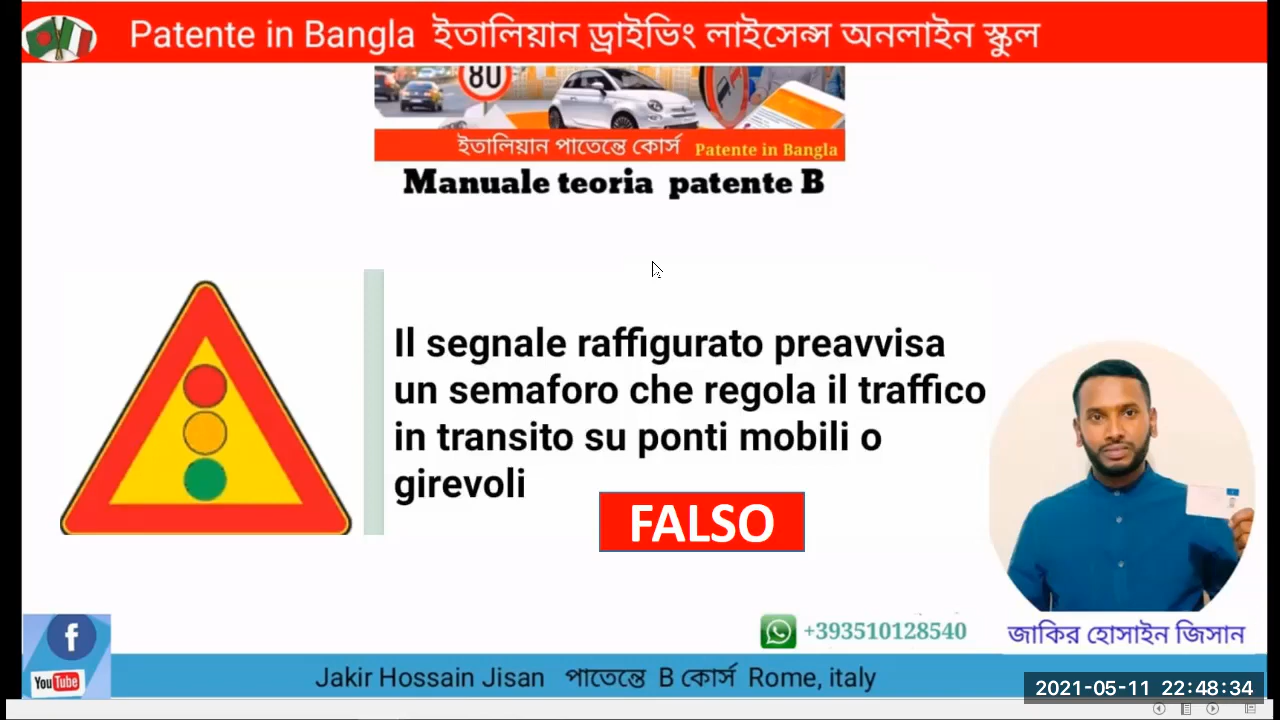 Patente in Bangla ইতালিয়ান ড্রাইভিং লাইসেন্স অনলাইন স্কুল
80
ইতালিয়ান পাতেন্তে কোর্স Patente in Bangla
Manuale teoria patente B
Il segnale raffigurato preavvisa
un semaforo che regola il traffico
in transito su ponti mobili o
girevoli
FALSO
+393510128540
জাকির হোসাইন জিসান
f
YouTube
Jakir Hossain Jisan পাতেন্তে B কোর্স Rome, italy
2021-05-11 22:48:34